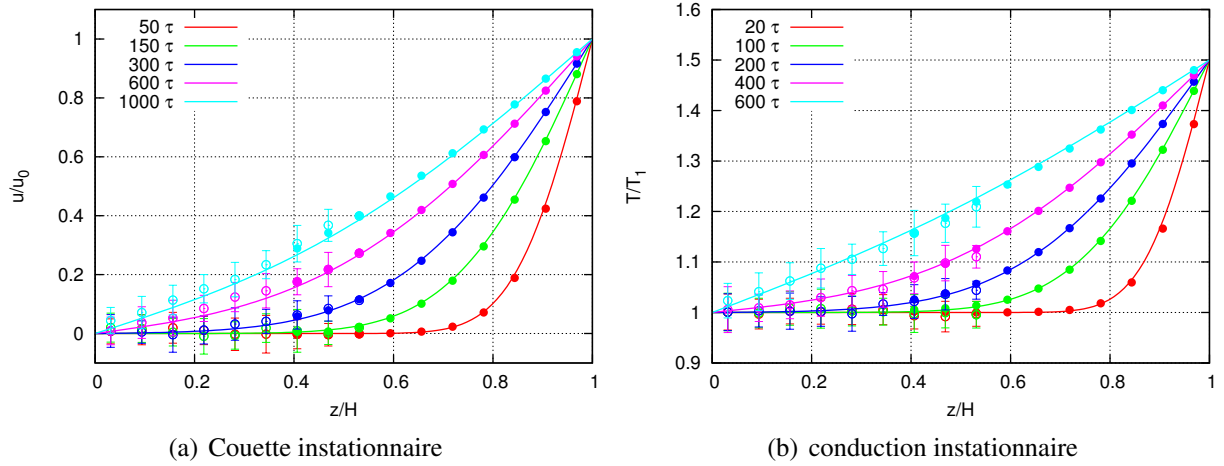 50 τ
150 τ
300 τ
600 τ
1000 τ
1
0.8
0.6
0.4
0.2
0
u/u0
0 0.2 0.4 0.6 0.8 1
z/H
(a) Couette instationnaire
20 τ
100 τ
200 τ
400 τ
600 τ
1.6
1.5
1.4
1.3
1.2
1.1
1
0.9
T/T1
0 0.2 0.4 0.6 0.8 1
z/H
(b) conduction instationnaire